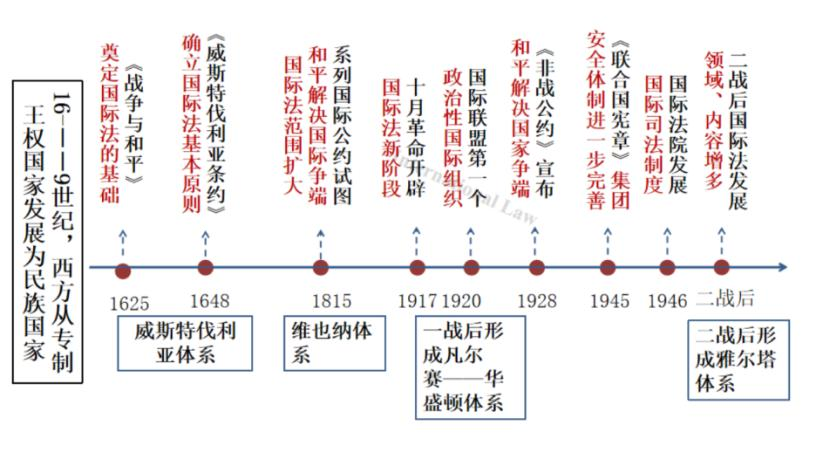 16-——9世纪，西方从专制
王权国家发展为民族国家
《战争与和平》
奠定国际法的基础
《威斯特伐利亚条约》
确立国际法基本原则
系列国际公约试图
和平解决国际争端
国际法范围扩大
十月革命开辟
国际法新阶段
国际联盟第一个
政治性国际组织
《非战公约》宣布
和平解决国家争端
《联合国宪章》集团
安全体制进一步完善
国际法院发展
国际司法制度
二战后国际法发展
领域、内容增多
International Law
1625
1648
1815
1917
1920
1928
1945
1946
二战后
威斯特伐利
亚体系
维也纳体
系
一战后形
成凡尔
赛——华
盛顿体系
二战后形
成雅尔塔
体系